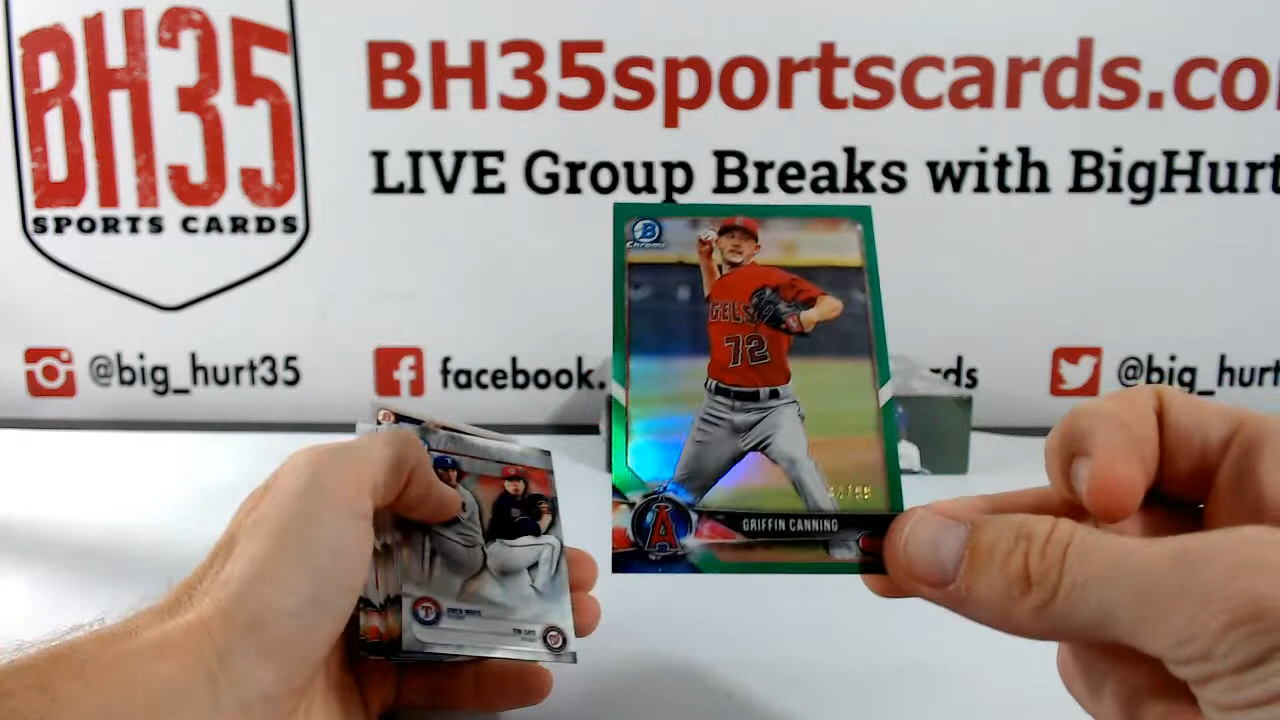 BH35
SPORTS CARDS
BH35sportscards.co
LIVE Group Breaks with BigHurt
@big_hurt35
facebook.
rds
@big_hurt
B
Chrome
GELS
72
A
GRIFFIN CANNING